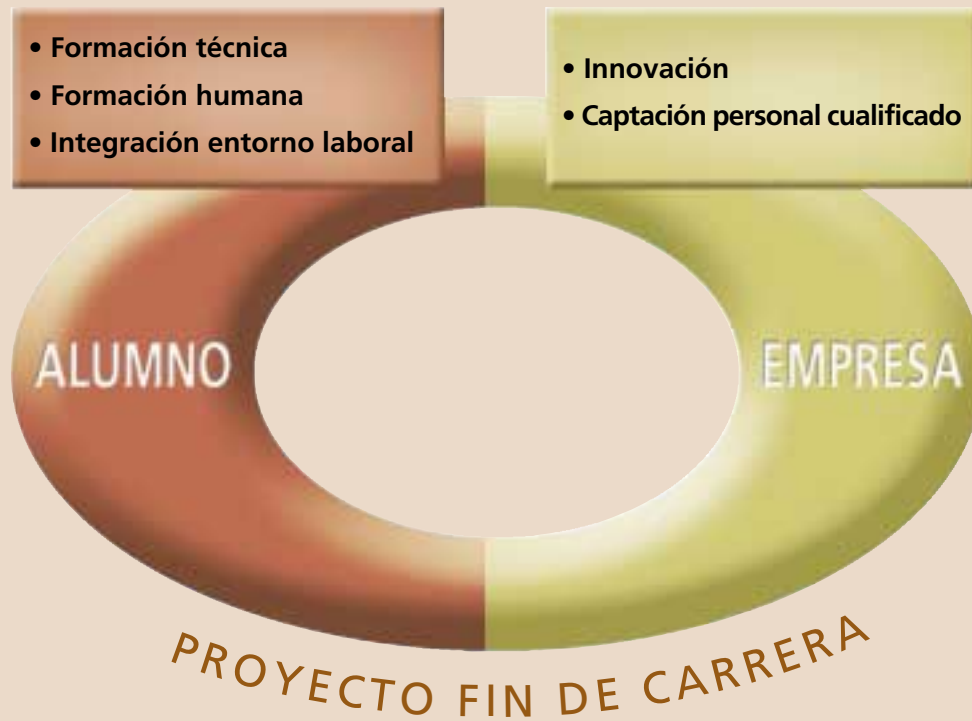 • Formación técnica
• Formación humana
• Integración entorno laboral
• Innovación
• Captación personal cualificado
ALUMNO
EMPRESA
PROYECTO FIN DE CARRERA